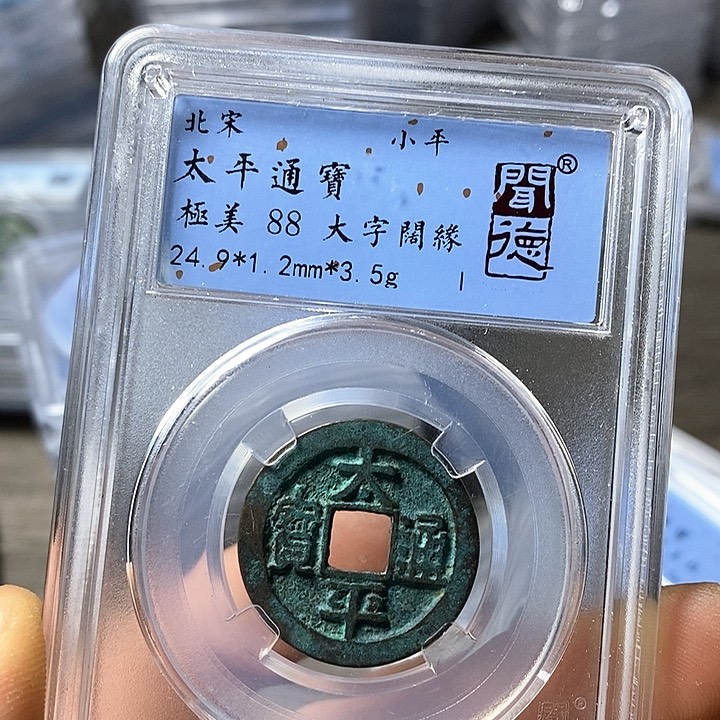 北宋 小平
太平通寶
極美 88 大字闊緣
24.9*1.2mm*3.5g
聞德®
太平通寶